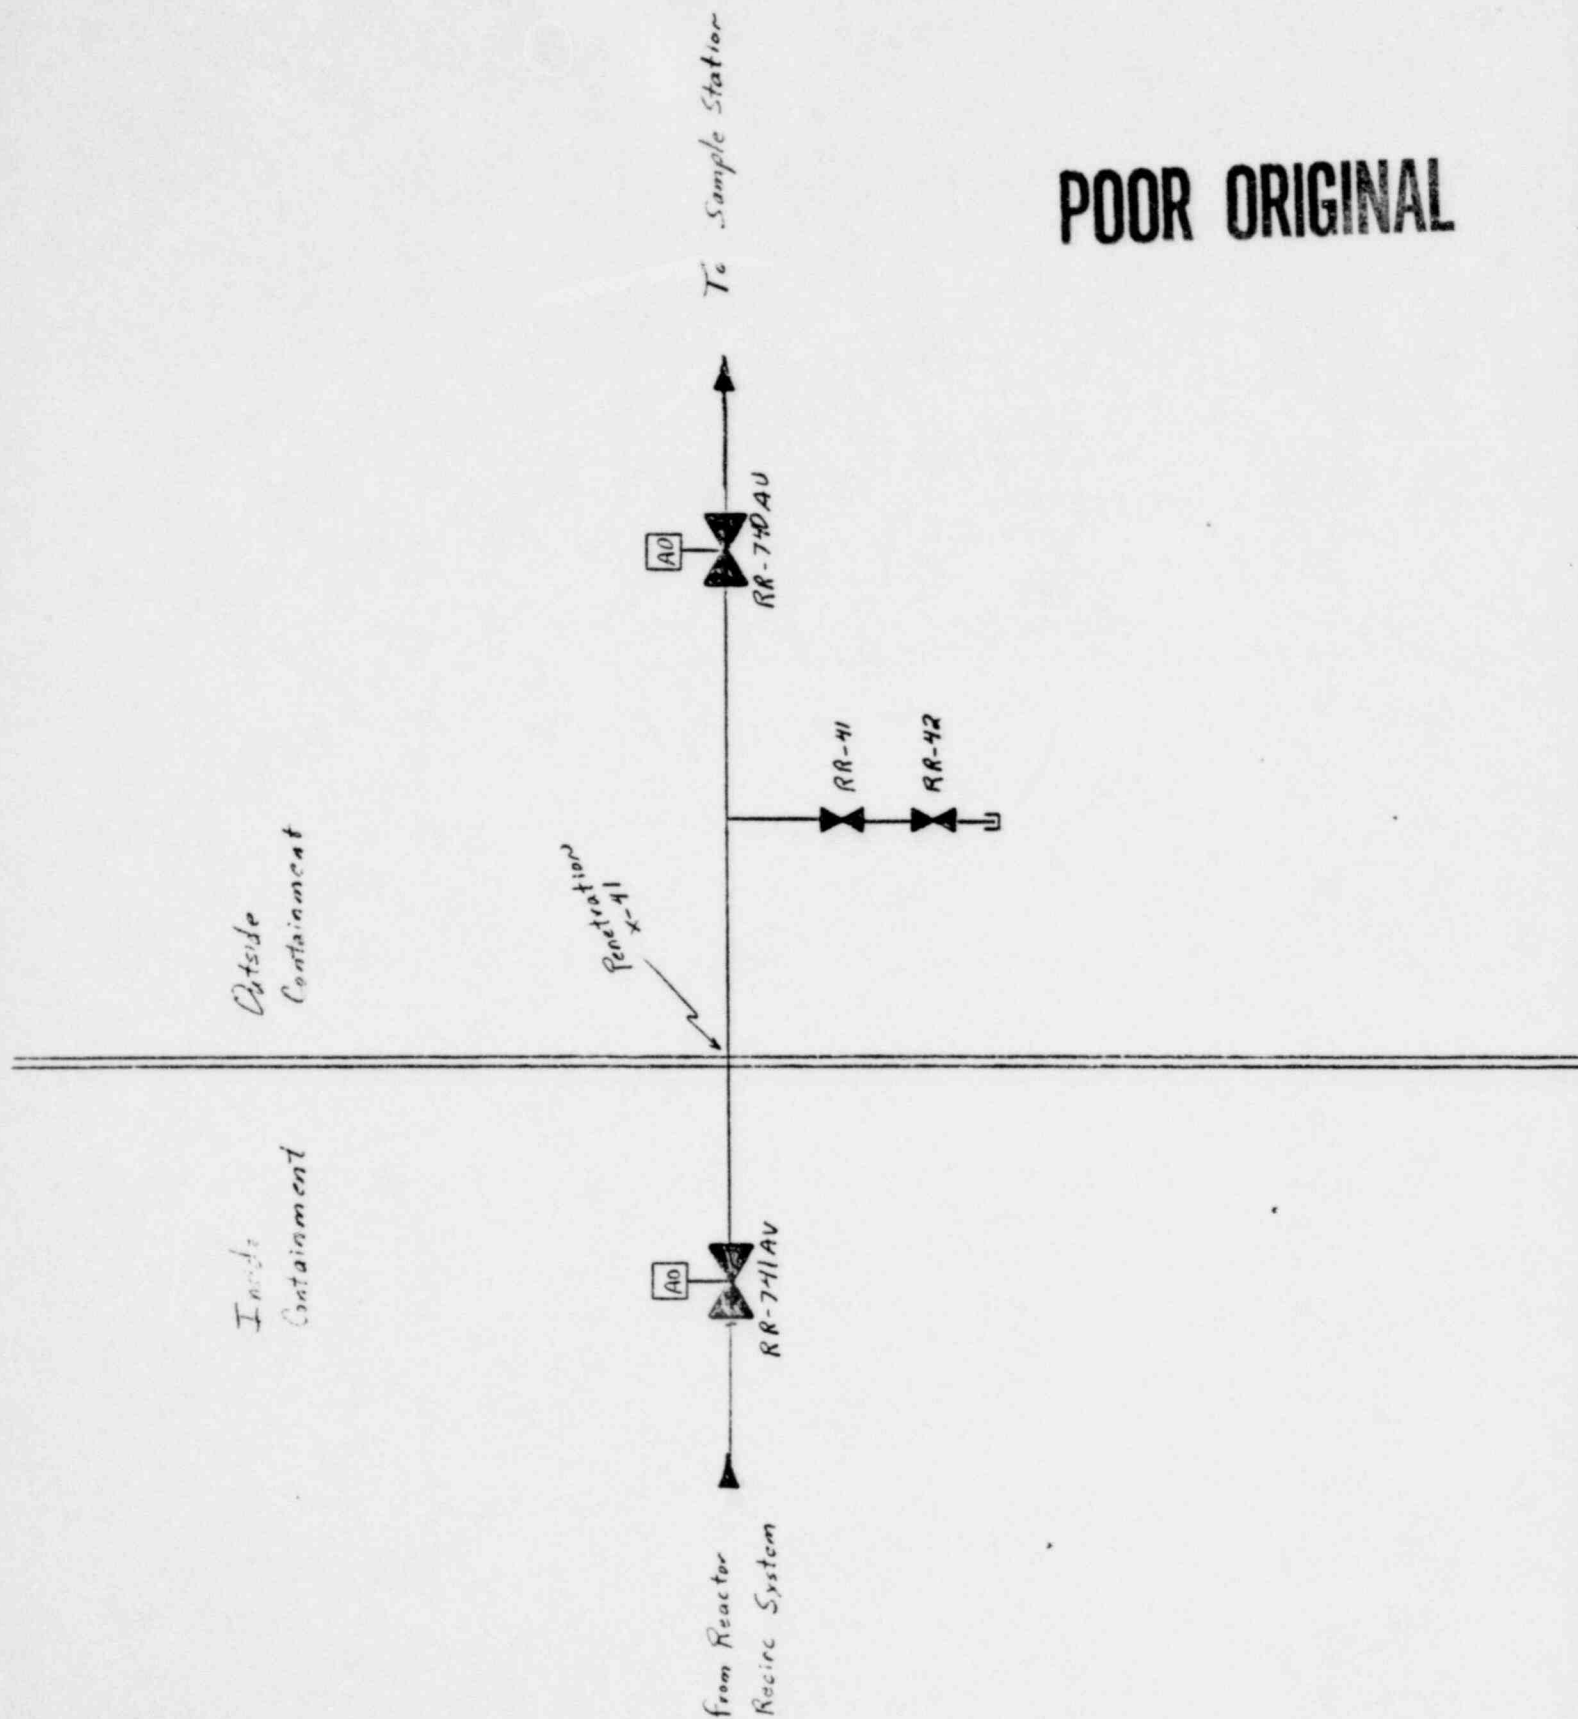 POOR ORIGINAL
Inside
Containment
Outside
Containment
From Reactor
Recirc System
AO
RR-741AV
Penetration
X-41
RR-41
RR-42
AO
RR-740AV
To Sample Station